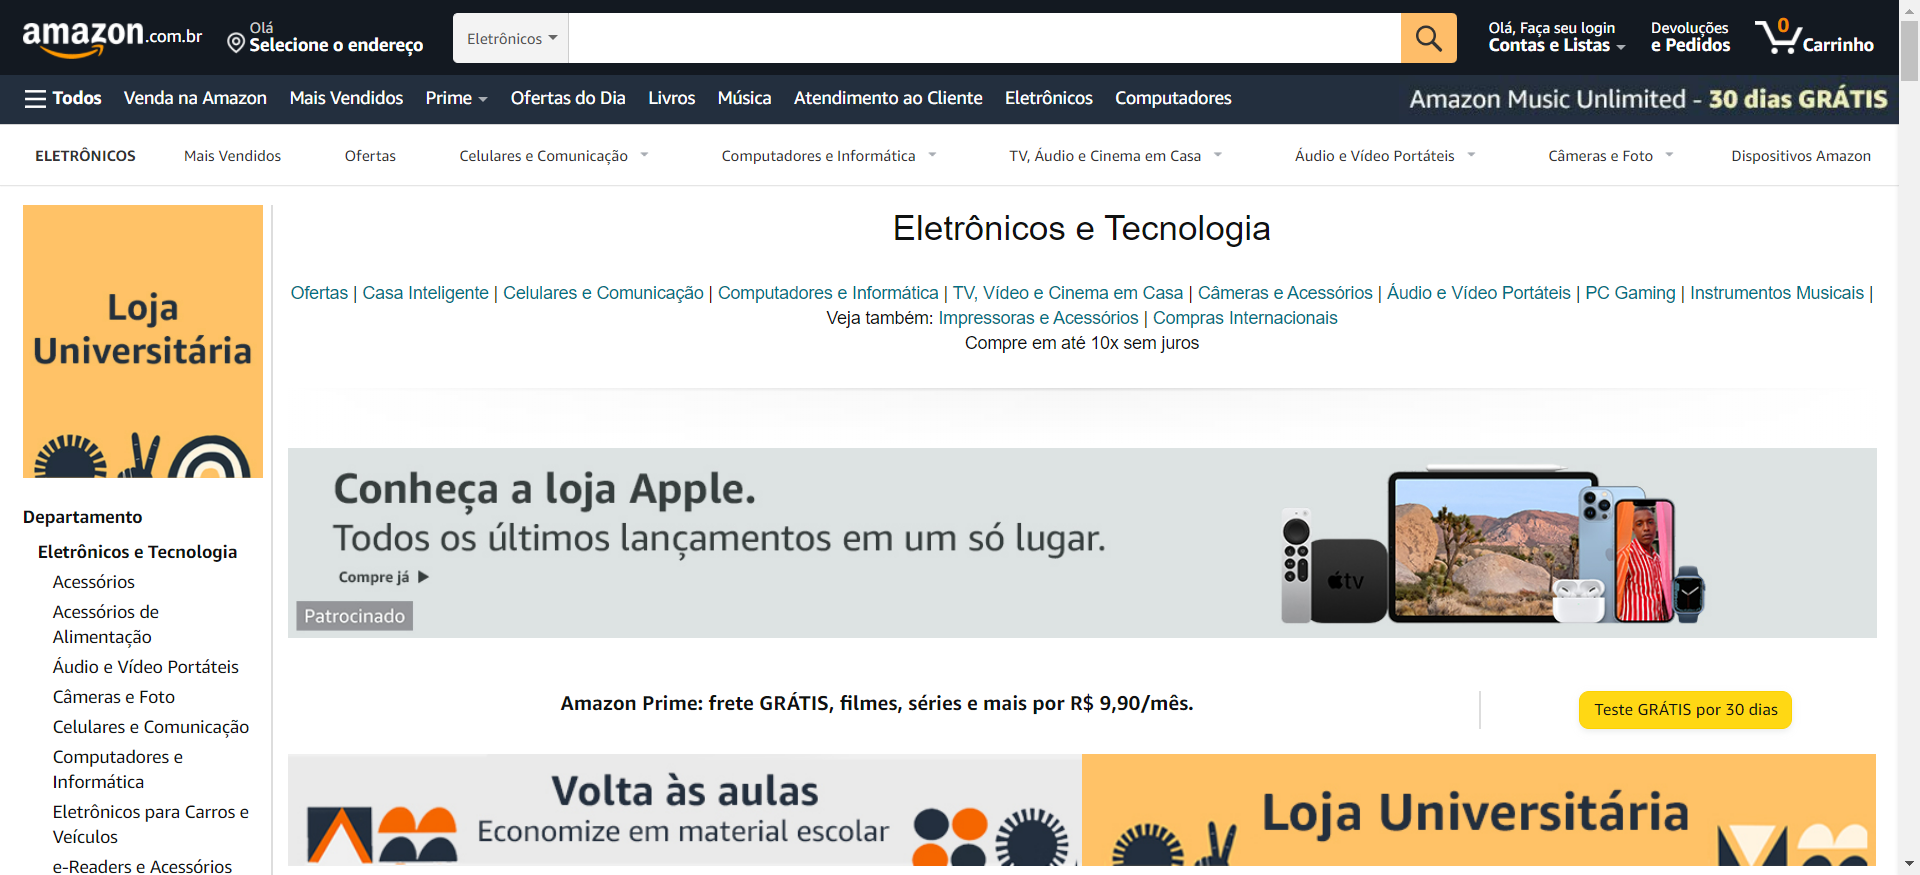 amazon.com.br
Olá
Selecione o endereço
Eletrônicos
Olá, Faça seu login
Contas e Listas
Devoluções
e Pedidos
0
Carrinho
Todos
Venda na Amazon
Mais Vendidos
Prime
Ofertas do Dia
Livros
Música
Atendimento ao Cliente
Eletrônicos
Computadores
Amazon Music Unlimited - 30 dias GRÁTIS
ELETRÔNICOS
Mais Vendidos
Ofertas
Celulares e Comunicação
Computadores e Informática
TV, Áudio e Cinema em Casa
Áudio e Vídeo Portáteis
Câmeras e Foto
Dispositivos Amazon
Loja
Universitária
Departamento
Eletrônicos e Tecnologia
Acessórios
Acessórios de
Alimentação
Áudio e Vídeo Portáteis
Câmeras e Foto
Celulares e Comunicação
Computadores e
Informática
Eletrônicos para Carros e
Veículos
e-Readers e Acessórios
Eletrônicos e Tecnologia
Ofertas | Casa Inteligente | Celulares e Comunicação | Computadores e Informática | TV, Vídeo e Cinema em Casa | Câmeras e Acessórios | Áudio e Vídeo Portáteis | PC Gaming | Instrumentos Musicais |
Veja também: Impressoras e Acessórios | Compras Internacionais
Compre em até 10x sem juros
Conheça a loja Apple.
Todos os últimos lançamentos em um só lugar.
Compre já
Patrocinado
tv
Amazon Prime: frete GRÁTIS, filmes, séries e mais por R$ 9,90/mês.
Teste GRÁTIS por 30 dias
Volta às aulas
Economize em material escolar
Loja Universitária